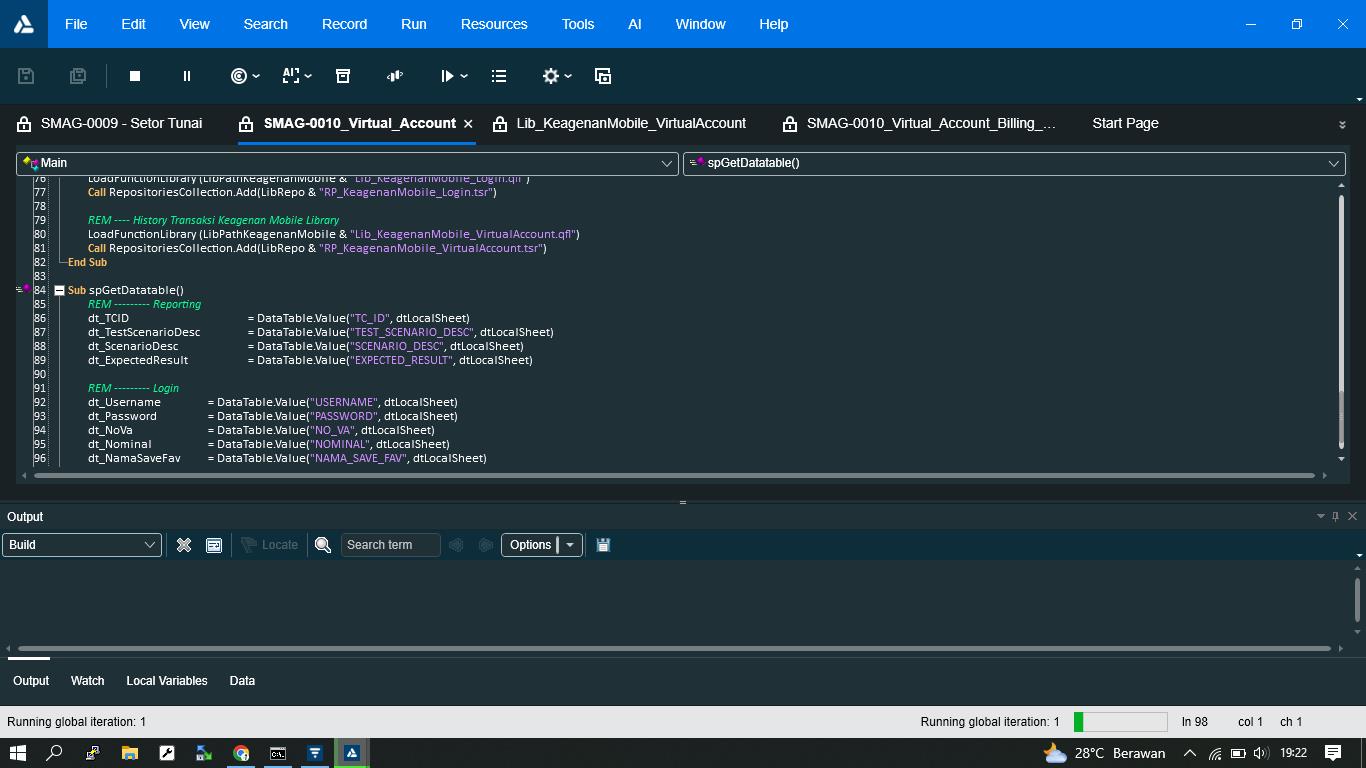 File Edit View Search Record Run Resources Tools AI Window Help
SMAG-0009 - Setor Tunai SMAG-0010_Virtual_Account Lib_KeagenanMobile_VirtualAccount SMAG-0010_Virtual_Account_Billing_... Start Page
Main spGetDatatable()
76 LoadFunctionLibrary (LibPathKeagenanMobile & "Lib_KeagenanMobile_Login.qfl")
77 Call RepositoriesCollection.Add(LibRepo & "RP_KeagenanMobile_Login.tsr")
78
79 REM ---- History Transaksi Keagenan Mobile Library
80 LoadFunctionLibrary (LibPathKeagenanMobile & "Lib_KeagenanMobile_VirtualAccount.qfl")
81 Call RepositoriesCollection.Add(LibRepo & "RP_KeagenanMobile_VirtualAccount.tsr")
82 End Sub
83
84 Sub spGetDatatable()
85 REM --------- Reporting
86 dt_TCID = DataTable.Value("TC_ID", dtLocalSheet)
87 dt_TestScenarioDesc = DataTable.Value("TEST_SCENARIO_DESC", dtLocalSheet)
88 dt_ScenarioDesc = DataTable.Value("SCENARIO_DESC", dtLocalSheet)
89 dt_ExpectedResult = DataTable.Value("EXPECTED_RESULT", dtLocalSheet)
90
91 REM --------- Login
92 dt_Username = DataTable.Value("USERNAME", dtLocalSheet)
93 dt_Password = DataTable.Value("PASSWORD", dtLocalSheet)
94 dt_NoVa = DataTable.Value("NO_VA", dtLocalSheet)
95 dt_Nominal = DataTable.Value("NOMINAL", dtLocalSheet)
96 dt_NamaSaveFav = DataTable.Value("NAMA_SAVE_FAV", dtLocalSheet)
Output
Build Locate Search term Options
Output Watch Local Variables Data
Running global iteration: 1 Running global iteration: 1 ln 98 col 1 ch 1
28°C Berawan 19:22